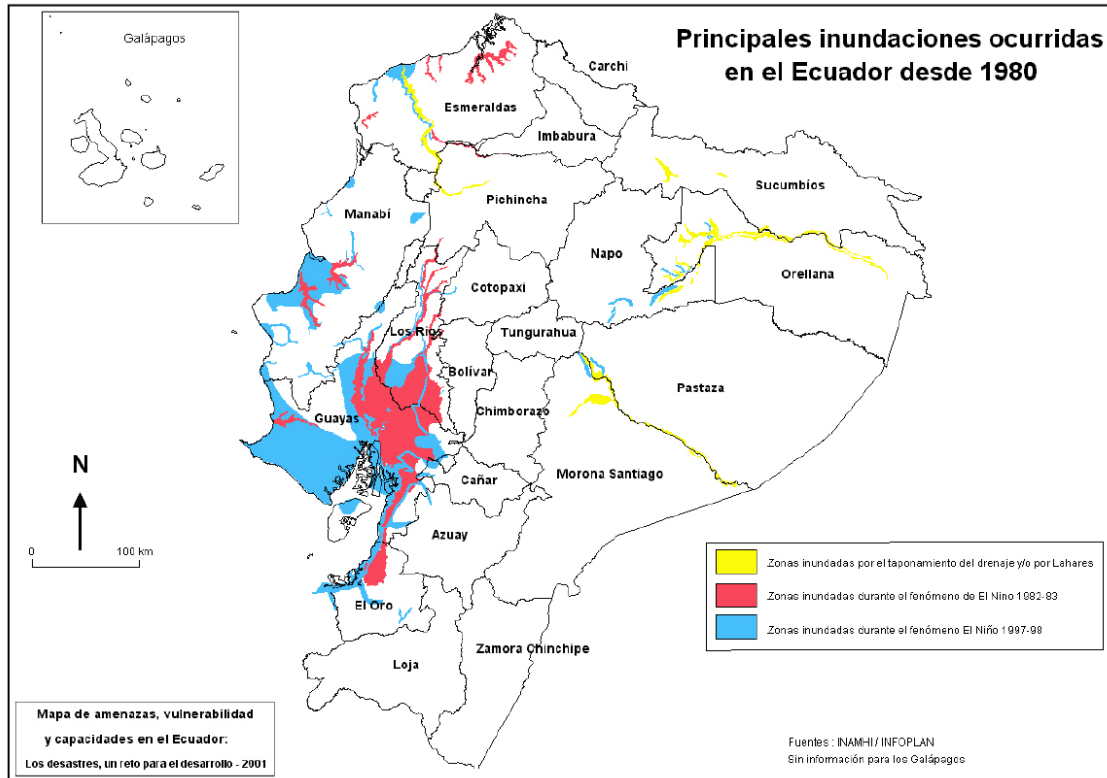 Principales inundaciones ocurridas
en el Ecuador desde 1980
Galápagos
Carchi
Esmeraldas
Imbabura
Sucumbíos
Pichincha
Manabí
Napo
Orellana
Cotopaxi
Los Ríos
Tungurahua
Bolívar
Pastaza
Chimborazo
Guayas
N
Cañar
Morona Santiago
Azuay
0 100 km
El Oro
Zamora Chinchipe
Loja
Zonas inundadas por el taponamiento del drenaje y/o por Lahares
Zonas inundadas durante el fenómeno de El Nino 1982-83
Zonas inundadas durante el fenómeno El Niño 1997-98
Mapa de amenazas, vulnerabilidad
y capacidades en el Ecuador:
Los desastres, un reto para el desarrollo - 2001
Fuentes : INAMHI / INFOPLAN
Sin información para los Galápagos